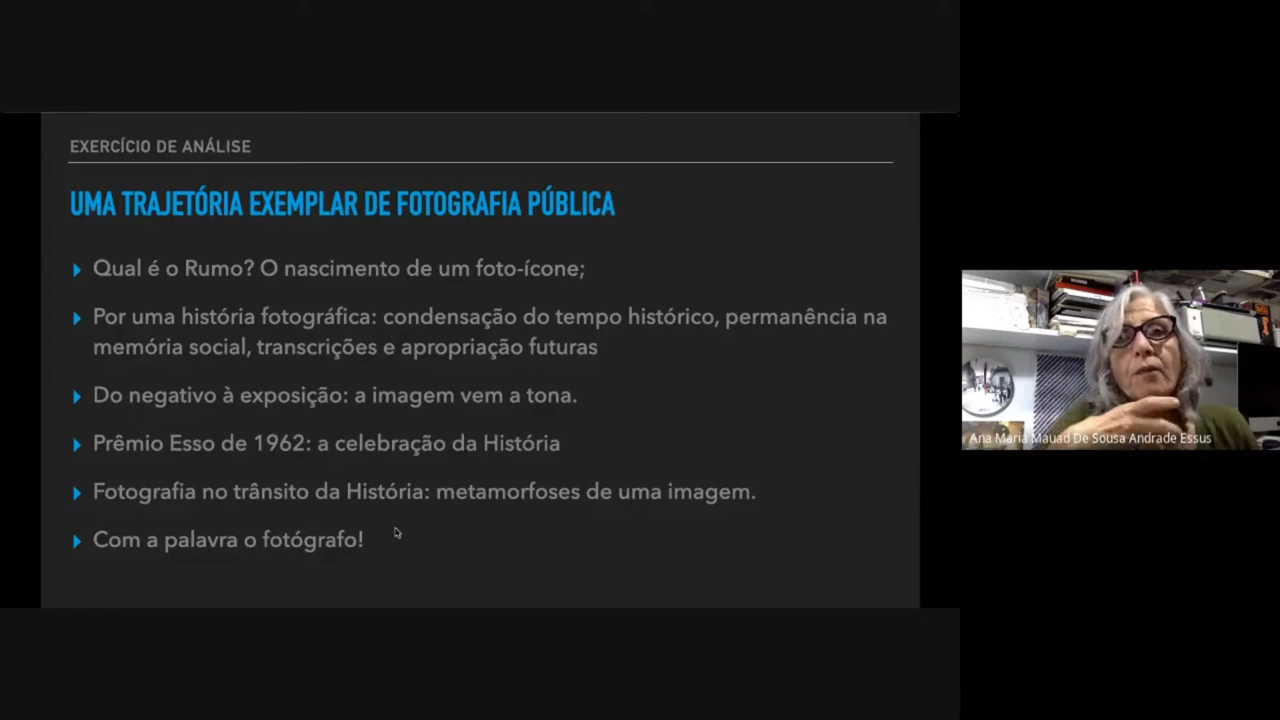 EXERCÍCIO DE ANÁLISE
UMA TRAJETÓRIA EXEMPLAR DE FOTOGRAFIA PÚBLICA
Qual é o Rumo? O nascimento de um foto-ícone;
Por uma história fotográfica: condensação do tempo histórico, permanência na
memória social, transcrições e apropriação futuras
Do negativo à exposição: a imagem vem a tona.
Prêmio Esso de 1962: a celebração da História
Fotografia no trânsito da História: metamorfoses de uma imagem.
Com a palavra o fotógrafo!
Ana Maria Mauad De Sousa Andrade Essus